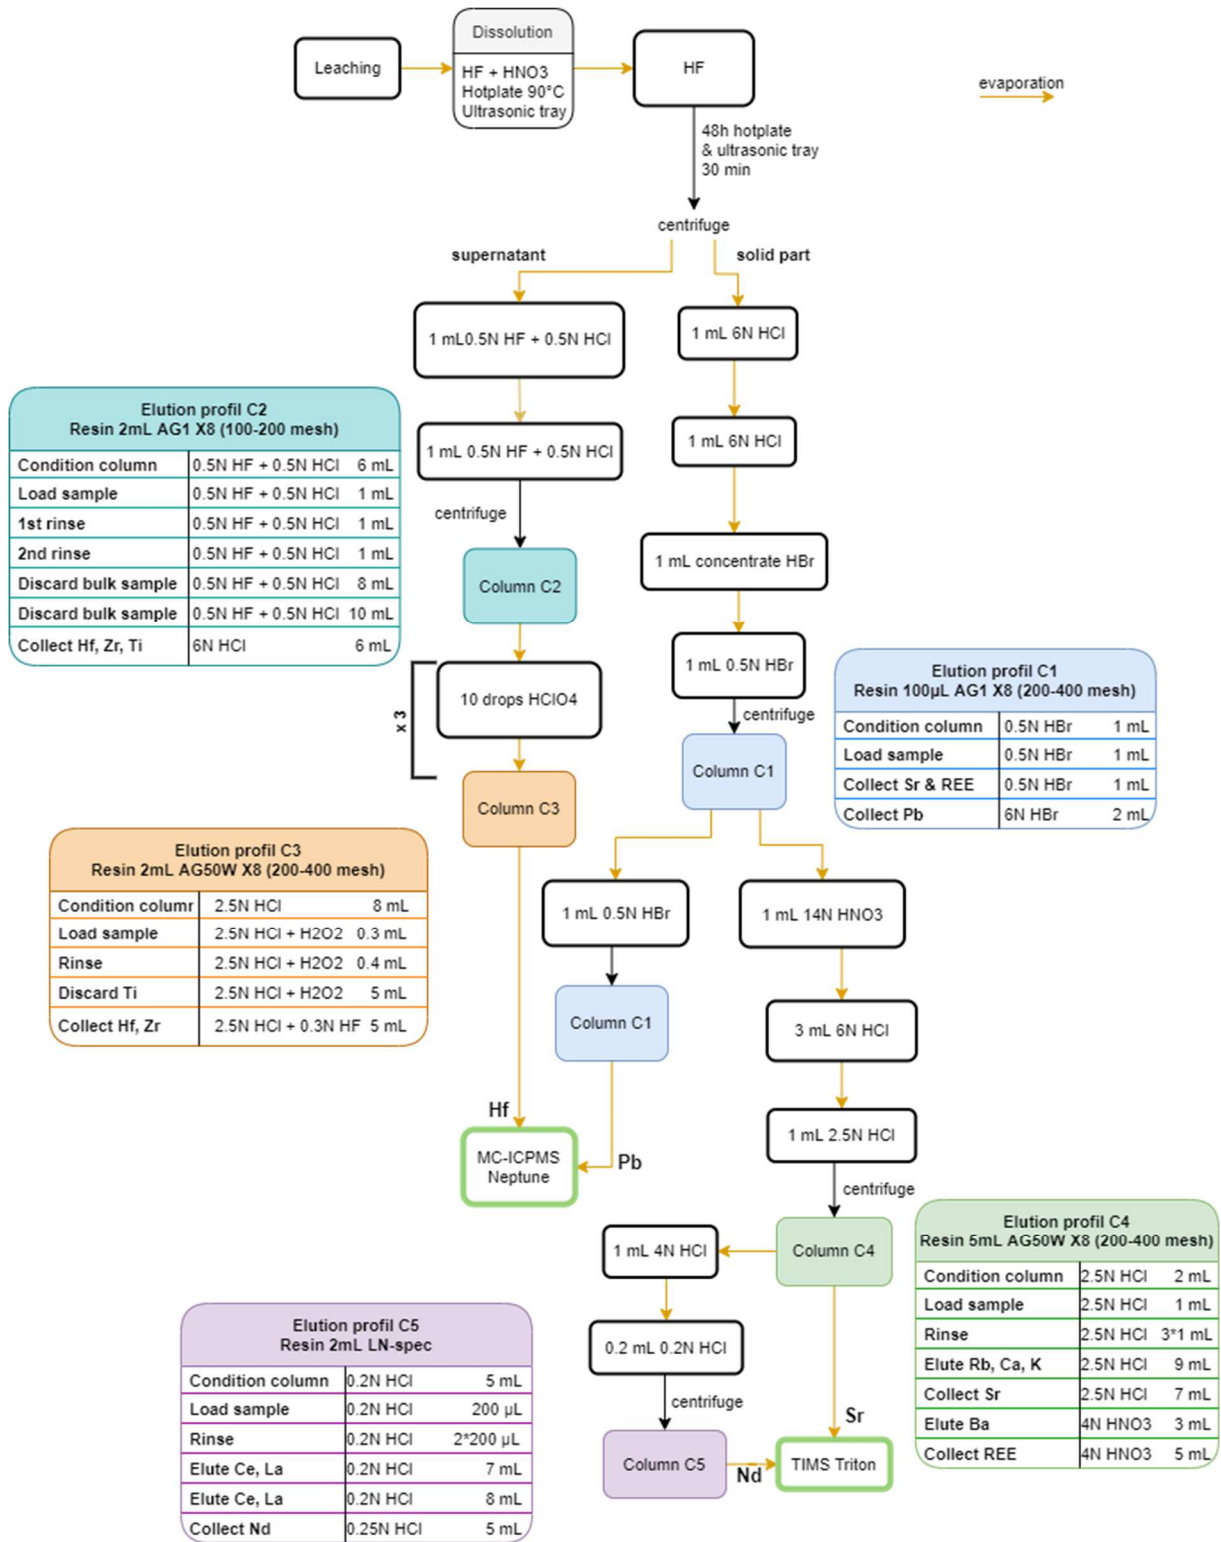 Dissolution
Leaching
HF + HNO3
Hotplate 90°C
Ultrasonic tray
HF
evaporation
48h hotplate
& ultrasonic tray
30 min
centrifuge
supernatant
solid part
1 mL0.5N HF + 0.5N HCl
1 mL 6N HCl
1 mL 0.5N HF + 0.5N HCl
1 mL 6N HCl
centrifuge
1 mL concentrate HBr
Column C2
1 mL 0.5N HBr
centrifuge
10 drops HClO4
x 3
Column C1
Column C3
1 mL 0.5N HBr
1 mL 14N HNO3
Column C1
3 mL 6N HCl
Hf
Pb
MC-ICPMS
Neptune
1 mL 2.5N HCl
centrifuge
Column C4
1 mL 4N HCl
0.2 mL 0.2N HCl
centrifuge
Sr
Column C5
Nd
TIMS Triton
Elution profil C2
Resin 2mL AG1 X8 (100-200 mesh)
Condition column 0.5N HF + 0.5N HCl 6 mL
Load sample 0.5N HF + 0.5N HCl 1 mL
1st rinse 0.5N HF + 0.5N HCl 1 mL
2nd rinse 0.5N HF + 0.5N HCl 1 mL
Discard bulk sample 0.5N HF + 0.5N HCl 8 mL
Discard bulk sample 0.5N HF + 0.5N HCl 10 mL
Collect Hf, Zr, Ti 6N HCl 6 mL
Elution profil C1
Resin 100µL AG1 X8 (200-400 mesh)
Condition column 0.5N HBr 1 mL
Load sample 0.5N HBr 1 mL
Collect Sr & REE 0.5N HBr 1 mL
Collect Pb 6N HBr 2 mL
Elution profil C3
Resin 2mL AG50W X8 (200-400 mesh)
Condition columr 2.5N HCl 8 mL
Load sample 2.5N HCl + H2O2 0.3 mL
Rinse 2.5N HCl + H2O2 0.4 mL
Discard Ti 2.5N HCl + H2O2 5 mL
Collect Hf, Zr 2.5N HCl + 0.3N HF 5 mL
Elution profil C4
Resin 5mL AG50W X8 (200-400 mesh)
Condition column 2.5N HCl 2 mL
Load sample 2.5N HCl 1 mL
Rinse 2.5N HCl 3*1 mL
Elute Rb, Ca, K 2.5N HCl 9 mL
Collect Sr 2.5N HCl 7 mL
Elute Ba 4N HNO3 3 mL
Collect REE 4N HNO3 5 mL
Elution profil C5
Resin 2mL LN-spec
Condition column 0.2N HCl 5 mL
Load sample 0.2N HCl 200 µL
Rinse 0.2N HCl 2*200 µL
Elute Ce, La 0.2N HCl 7 mL
Elute Ce, La 0.2N HCl 8 mL
Collect Nd 0.25N HCl 5 mL